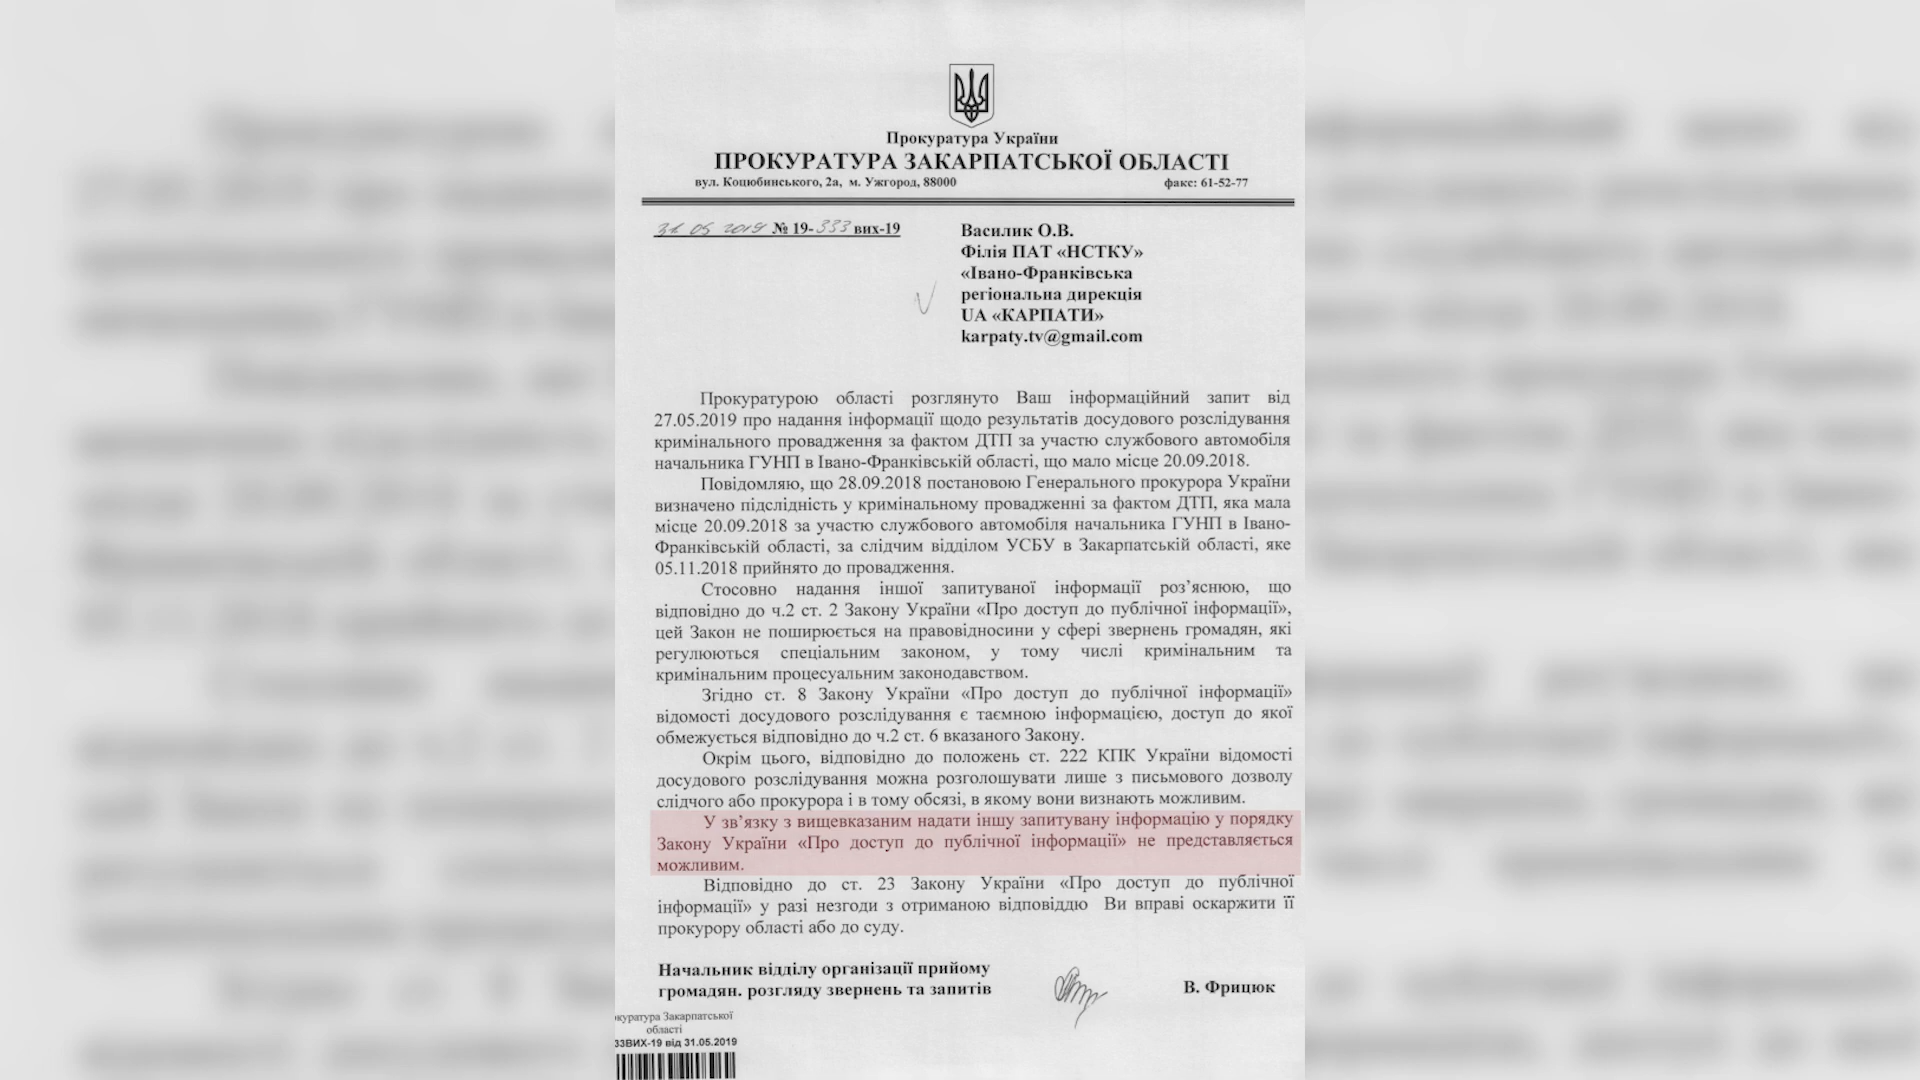 Прокуратура України
ПРОКУРАТУРА ЗАКАРПАТСЬКОЇ ОБЛАСТІ
вул. Коцюбинського, 2а, м. Ужгород, 88000 факс: 61-52-77
31 05 2019 № 19-333 вих-19
Василик О.В.
Філія ПАТ «НСТКУ»
«Івано-Франківська
регіональна дирекція
UA «КАРПАТИ»
karpaty.tv@gmail.com
Прокуратурою області розглянуто Ваш інформаційний запит від
27.05.2019 про надання інформації щодо результатів досудового розслідування
кримінального провадження за фактом ДТП за участю службового автомобіля
начальника ГУНП в Івано-Франківській області, що мало місце 20.09.2018.
Повідомляю, що 28.09.2018 постановою Генерального прокурора України
визначено підслідність у кримінальному провадженні за фактом ДТП, яка мала
місце 20.09.2018 за участю службового автомобіля начальника ГУНП в Івано-
Франківській області, за слідчим відділом УСБУ в Закарпатській області, яке
05.11.2018 прийнято до провадження.
Стосовно надання іншої запитуваної інформації роз’яснюю, що
відповідно до ч.2 ст. 2 Закону України «Про доступ до публічної інформації»,
цей Закон не поширюється на правовідносини у сфері звернень громадян, які
регулюються спеціальним законом, у тому числі кримінальним та
кримінальним процесуальним законодавством.
Згідно ст. 8 Закону України «Про доступ до публічної інформації»
відомості досудового розслідування є таємною інформацією, доступ до якої
обмежується відповідно до ч.2 ст. 6 вказаного Закону.
Окрім цього, відповідно до положень ст. 222 КПК України відомості
досудового розслідування можна розголошувати лише з письмового дозволу
слідчого або прокурора і в тому обсязі, в якому вони визнають можливим.
У зв’язку з вищевказаним надати іншу запитувану інформацію у порядку
Закону України «Про доступ до публічної інформації» не представляється
можливим.
Відповідно до ст. 23 Закону України «Про доступ до публічної
інформації» у разі незгоди з отриманою відповіддю Ви вправі оскаржити її
прокурору області або до суду.
Начальник відділу організації прийому
громадян. розгляду звернень та запитів В. Фрицюк
куратура Закарпатської
області
33ВИХ-19 від 31.05.2019